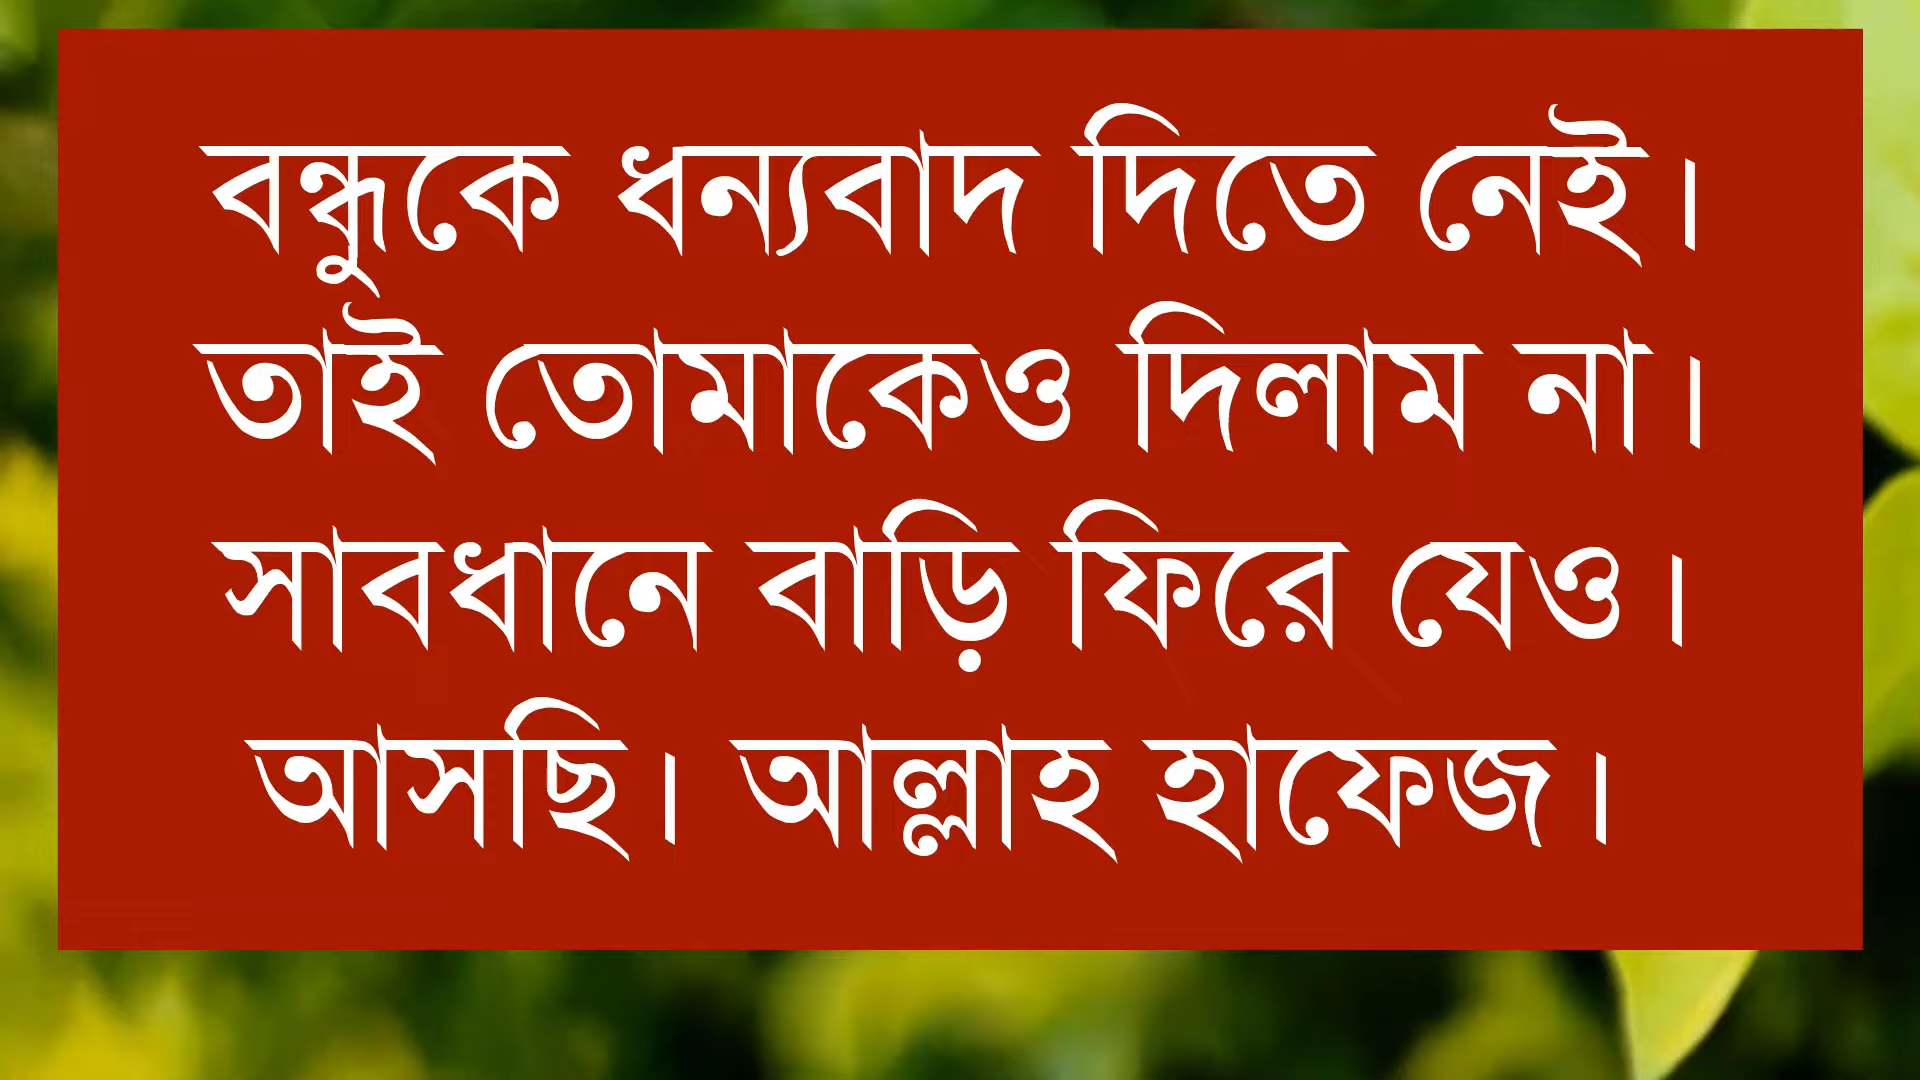 বন্ধুকে ধন্যবাদ দিতে নেই।
তাই তোমাকেও দিলাম না।
সাবধানে বাড়ি ফিরে যেও।
আসছি। আল্লাহ হাফেজ।